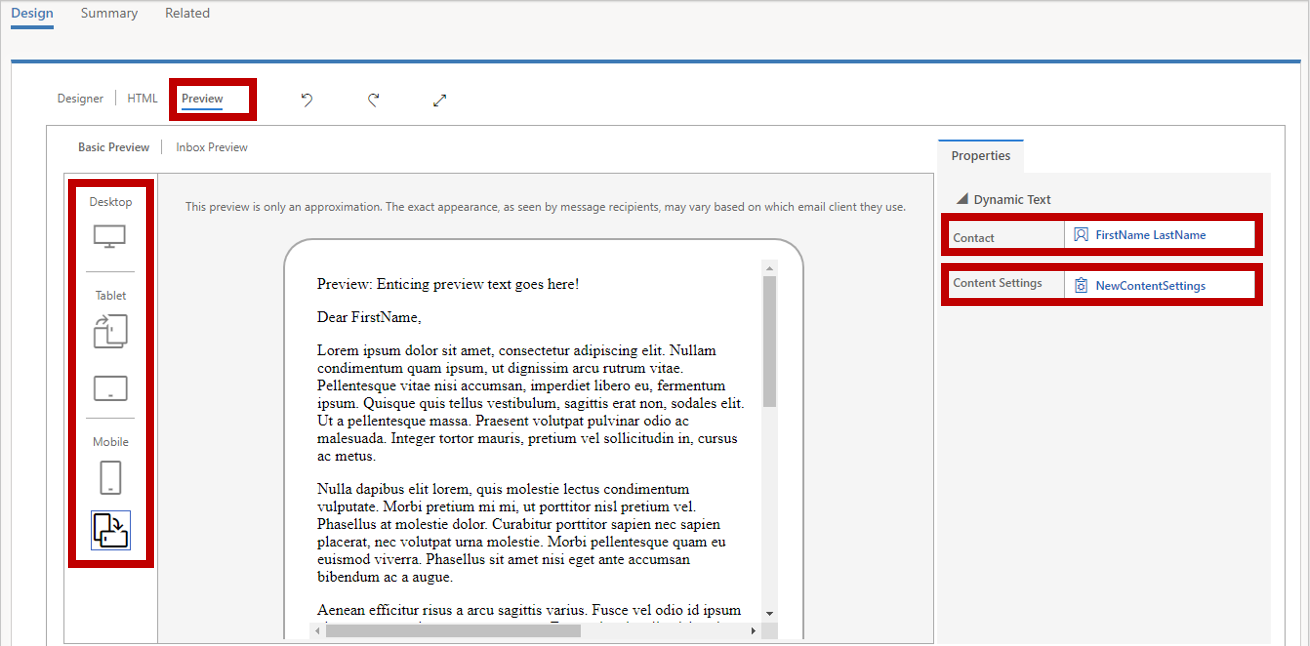 Design Summary Related
Designer HTML Preview
Basic Preview Inbox Preview
Properties
Desktop
Tablet
Mobile
This preview is only an approximation. The exact appearance, as seen by message recipients, may vary based on which email client they use.
Preview: Enticing preview text goes here!
Dear FirstName,
Lorem ipsum dolor sit amet, consectetur adipiscing elit. Nullam
condimentum quam ipsum, ut dignissim arcu rutrum vitae.
Pellentesque vitae nisi accumsan, imperdiet libero eu, fermentum
ipsum. Quisque quis tellus vestibulum, sagittis erat non, sodales elit.
Ut a pellentesque massa. Praesent volutpat pulvinar odio ac
malesuada. Integer tortor mauris, pretium vel sollicitudin in, cursus
ac metus.
Nulla dapibus elit lorem, quis molestie lectus condimentum
vulputate. Morbi pretium mi mi, ut porttitor nisl pretium vel.
Phasellus at molestie dolor. Curabitur porttitor sapien nec sapien
placerat, nec volutpat urna molestie. Morbi pellentesque quam eu
euismod viverra. Phasellus sit amet nisi eget ante accumsan
bibendum ac a augue.
Aenean efficitur risus a arcu sagittis varius. Fusce vel odio id ipsum
Dynamic Text
Contact FirstName LastName
Content Settings NewContentSettings